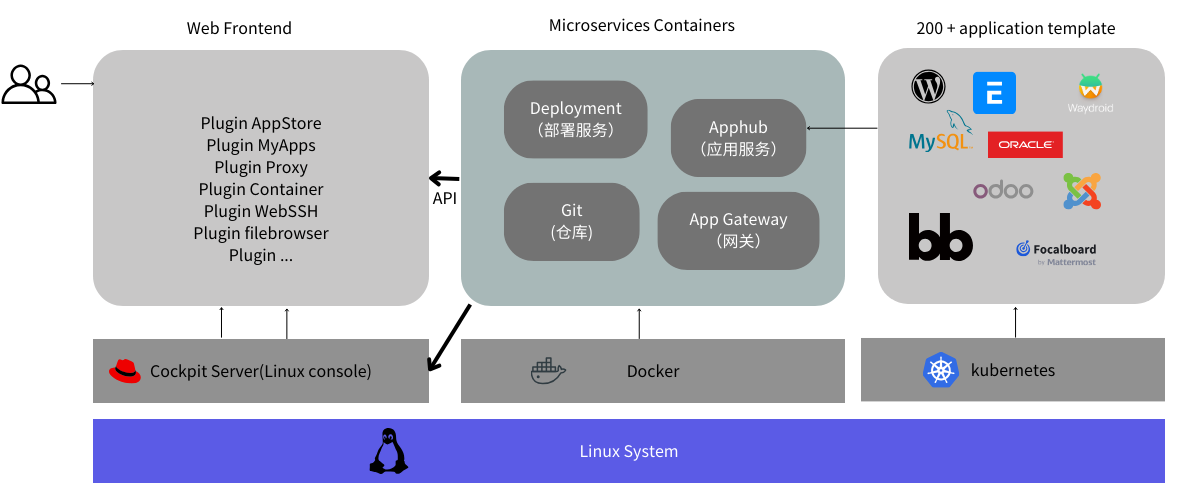 Web Frontend
Microservices Containers
200 + application template
Plugin AppStore
Plugin MyApps
Plugin Proxy
Plugin Container
Plugin WebSSH
Plugin filebrowser
Plugin ...
API
Deployment
（部署服务）
Apphub
（应用服务）
Git
(仓库)
App Gateway
（网关）
W
E
Waydroid
MySQL
ORACLE
odoo
bb
Focalboard
by Mattermost
Cockpit Server(Linux console)
Docker
kubernetes
Linux System